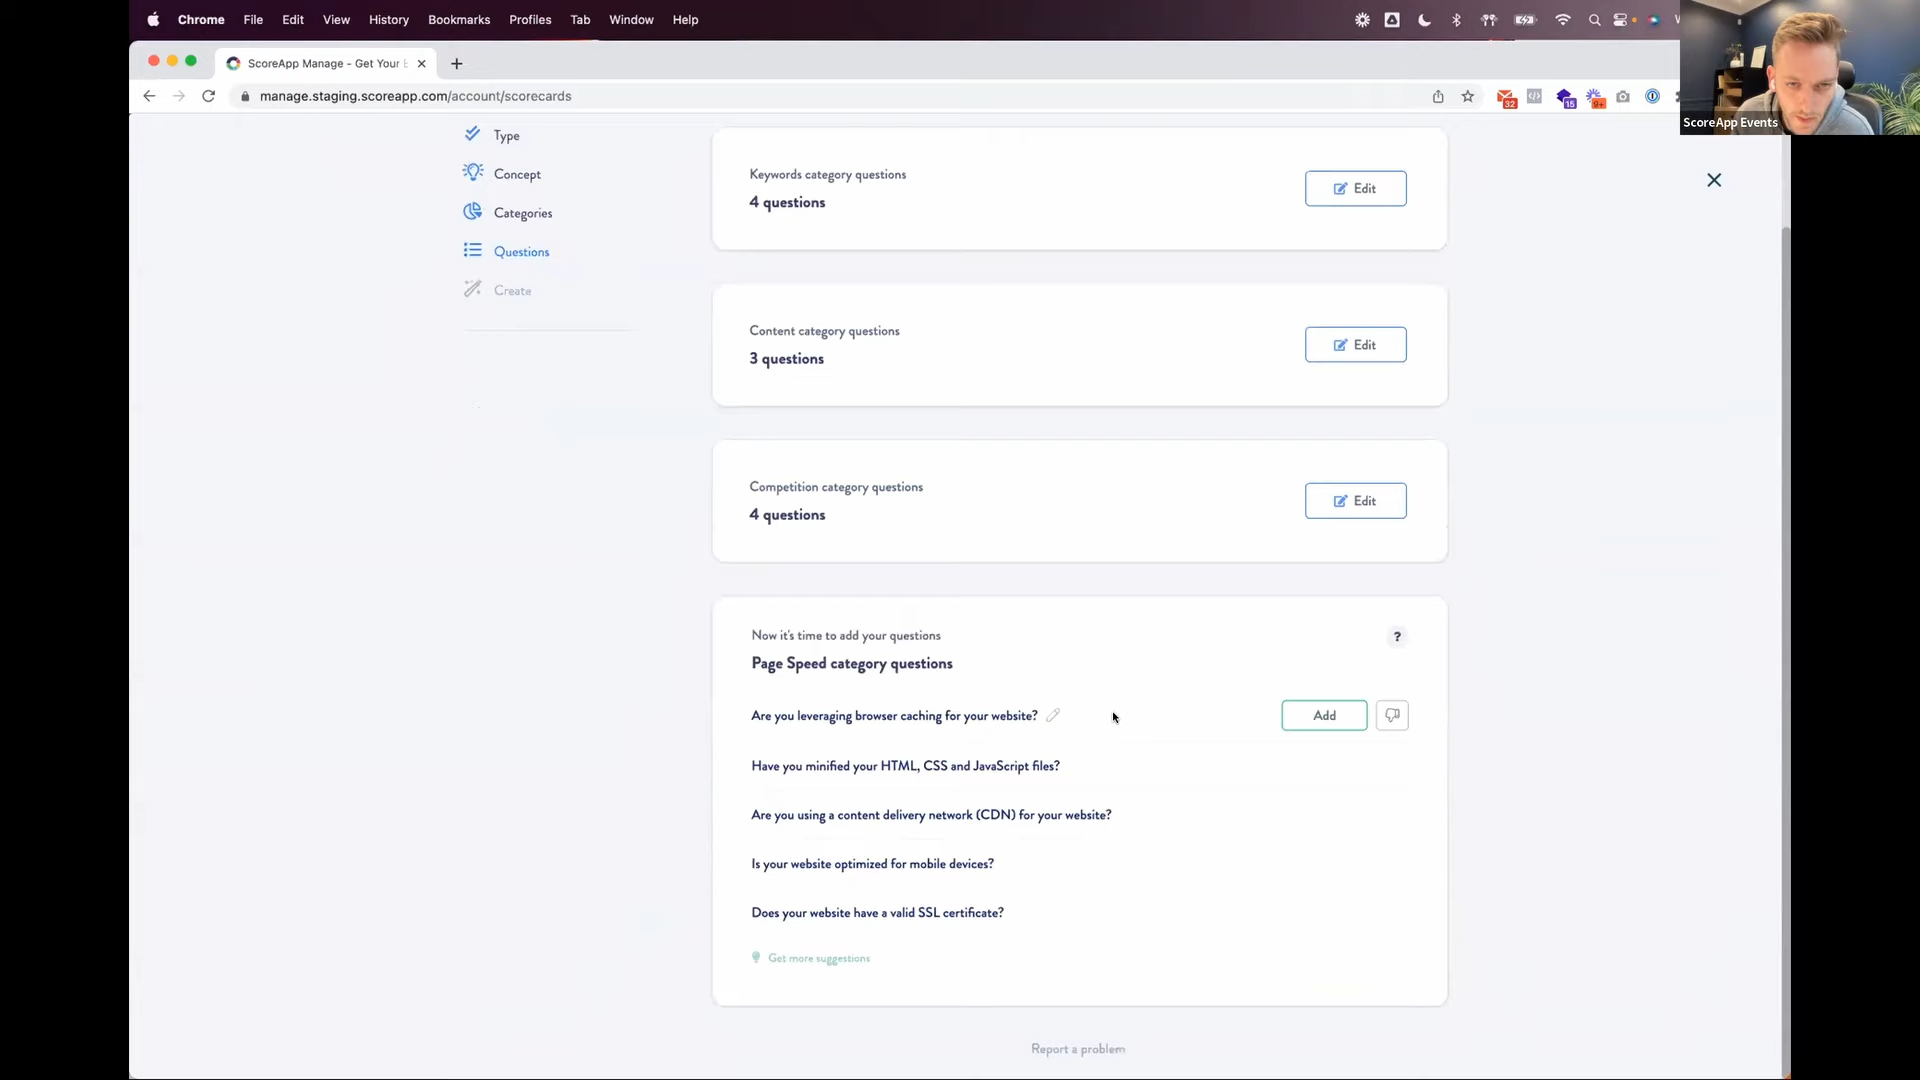 Chrome File Edit View History Bookmarks Profiles Tab Window Help
ScoreApp Manage - Get Your
manage.staging.scoreapp.com/account/scorecards
32
15
9+
ScoreApp Events
Type
Concept
Categories
Questions
Create
Keywords category questions
4 questions
Edit
Content category questions
3 questions
Edit
Competition category questions
4 questions
Edit
Now it's time to add your questions
?
Page Speed category questions
Are you leveraging browser caching for your website?
Add
Have you minified your HTML, CSS and JavaScript files?
Are you using a content delivery network (CDN) for your website?
Is your website optimized for mobile devices?
Does your website have a valid SSL certificate?
Get more suggestions
Report a problem